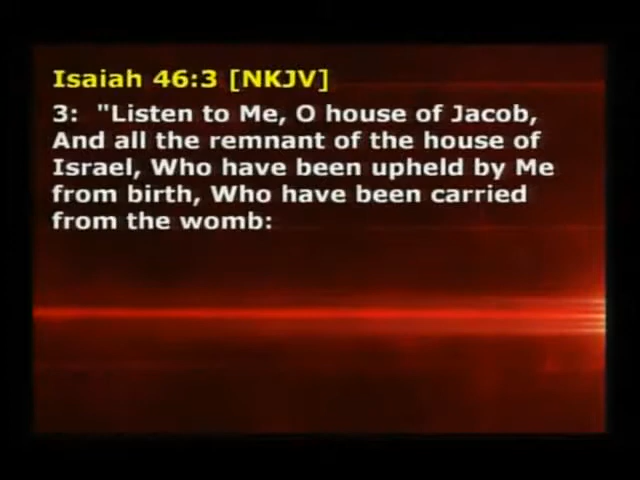 Isaiah 46:3 [NKJV]
3:  "Listen to Me, O house of Jacob,
And all the remnant of the house of
Israel, Who have been upheld by Me
from birth, Who have been carried
from the womb: